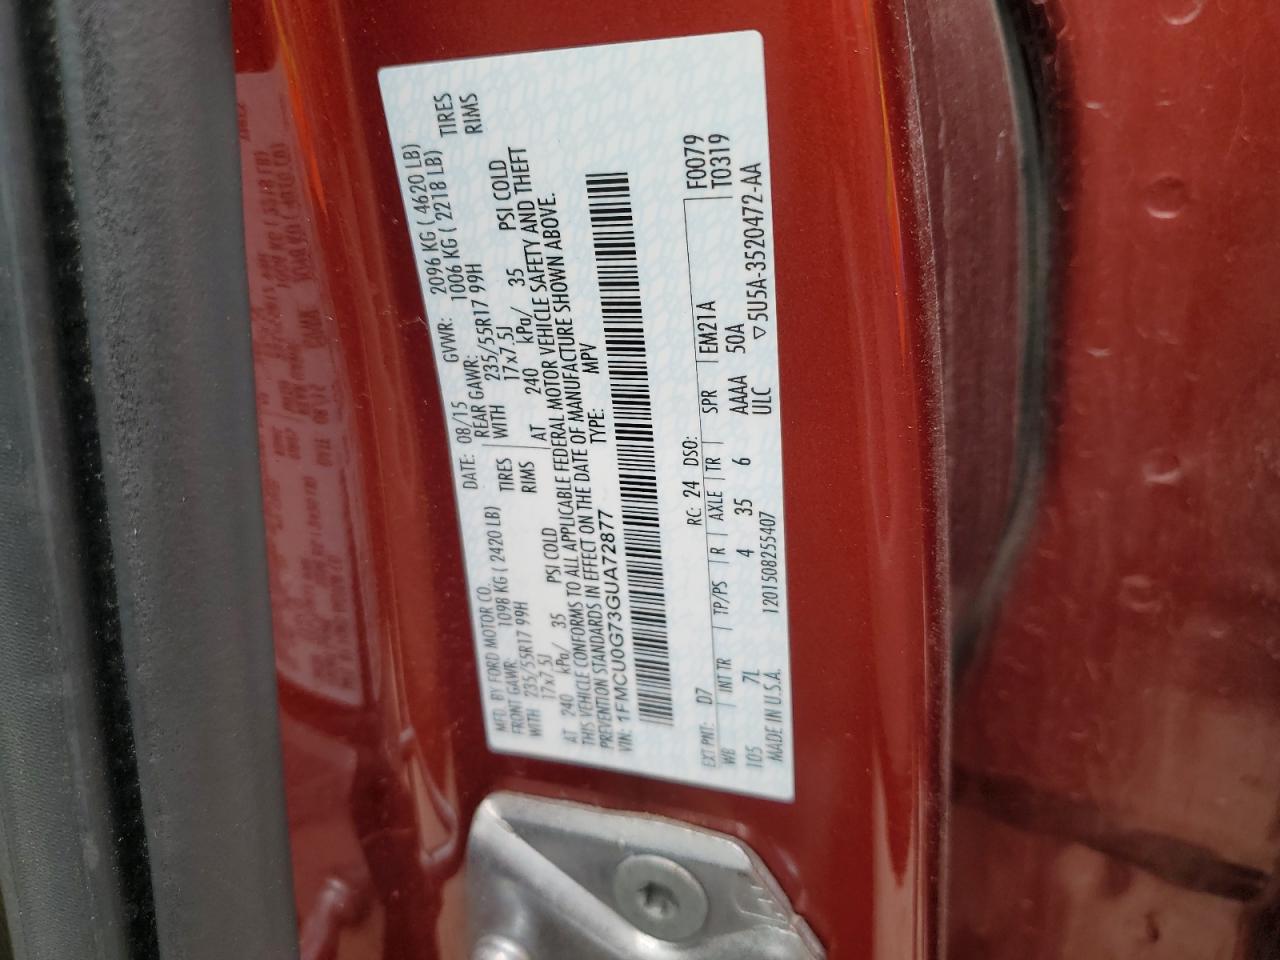 MFD. BY FORD MOTOR CO. DATE: 08/15 GVWR: 2096 KG ( 4620 LB)
FRONT GAWR: 1098 KG ( 2420 LB) REAR GAWR: 1006 KG ( 2218 LB)
WITH 235/55R17 99H TIRES WITH 235/55R17 99H TIRES
17x7.5J RIMS 17x7.5J RIMS
AT 240 kPa/ 35 PSI COLD AT 240 kPa/ 35 PSI COLD
THIS VEHICLE CONFORMS TO ALL APPLICABLE FEDERAL MOTOR VEHICLE SAFETY AND THEFT
PREVENTION STANDARDS IN EFFECT ON THE DATE OF MANUFACTURE SHOWN ABOVE.
VIN: 1FMCU0G73GUA72877 TYPE: MPV
EXT PNT: D7 RC: 24 DSO: F0079
WB INT TR TP/PS R AXLE TR SPR EM21A T0319
105 7L 4 35 6 AAAA 50A
MADE IN U.S.A. 1201508255407 ULC ▽5U5A-3520472-AA